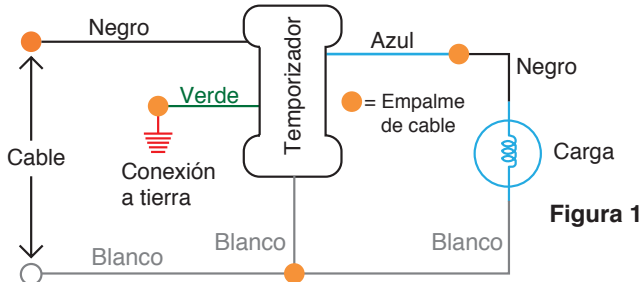 Negro
Azul
Negro
Temporizador
Verde
= Empalme
de cable
Cable
Conexión
a tierra
Carga
Figura 1
Blanco
Blanco
Blanco